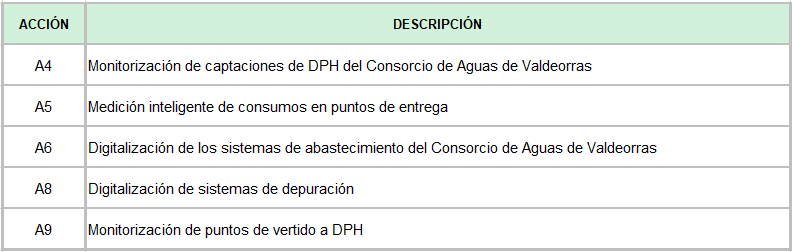 ACCIÓN DESCRIPCIÓN
A4 Monitorización de captaciones de DPH del Consorcio de Aguas de Valdeorras
A5 Medición inteligente de consumos en puntos de entrega
A6 Digitalización de los sistemas de abastecimiento del Consorcio de Aguas de Valdeorras
A8 Digitalización de sistemas de depuración
A9 Monitorización de puntos de vertido a DPH